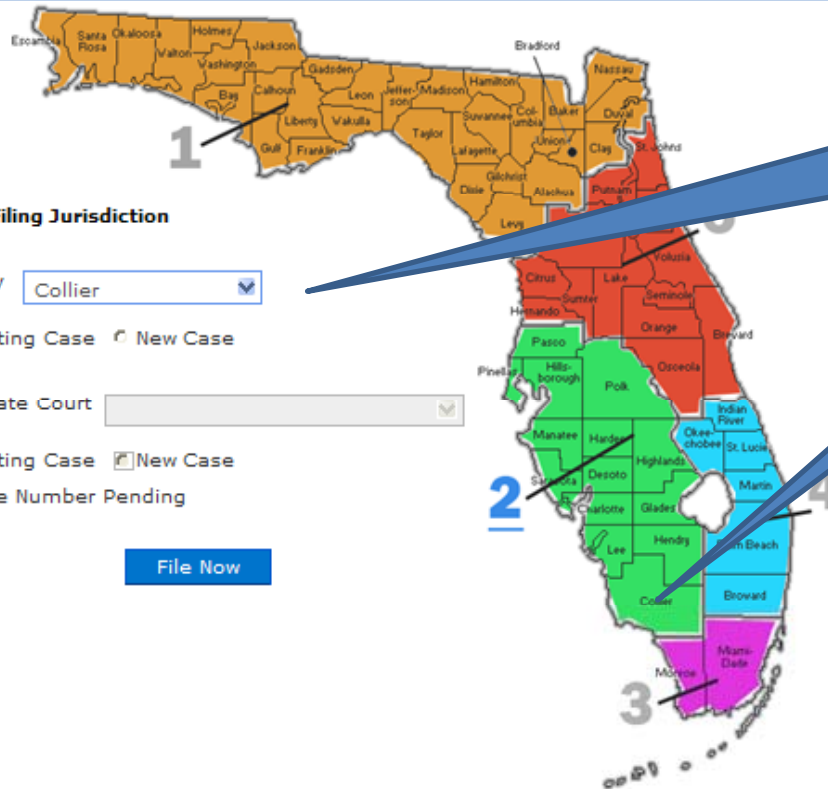 Bradford
Escambia
Santa
Rosa
Okaloosa
Holmes
Walton
Jackson
Washington
Bay
Calhoun
Gadsden
Leon
Jeffer-
son
Madison
Hamilton
Nassau
Liberty
Wakulla
Suwannee
Col-
umbia
Baker
Duval
Gulf
Franklin
Taylor
Lafayette
Union
Clay
St. Johns
1
Gilchrist
Dixie
Alachua
Putnam
Levy
iling Jurisdiction
Collier
ting Case
New Case
ate Court
ting Case
New Case
e Number Pending
File Now
Volusia
Citrus
Lake
Sumter
Seminole
Hernando
Orange
Brevard
Pasco
Osceola
Pinellas
Hills-
borough
Polk
Indian
River
Okee-
chobee
St. Lucie
Manatee
Hardee
Highlands
Sarasota
Desoto
Martin
2
Charlotte
Glades
4
Lee
Hendry
Palm Beach
Collier
Broward
Monroe
Miami-
Dade
3